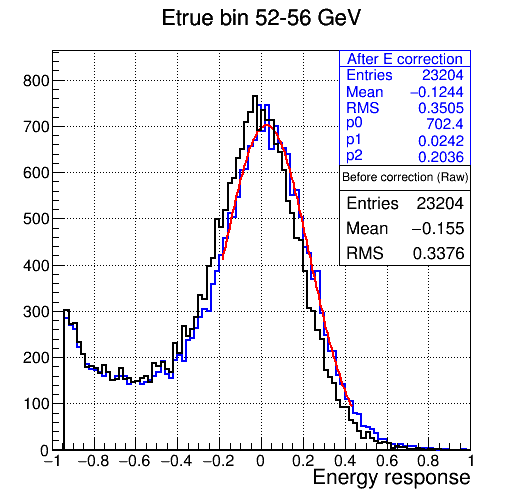 Etrue bin 52-56 GeV
After E correction
Entries 23204
Mean −0.1244
RMS 0.3505
p0 702.4
p1 0.0242
p2 0.2036
Before correction (Raw)
Entries 23204
Mean −0.155
RMS 0.3376
800
700
600
500
400
300
200
100
0
−1 −0.8 −0.6 −0.4 −0.2 0 0.2 0.4 0.6 0.8 1
Energy response